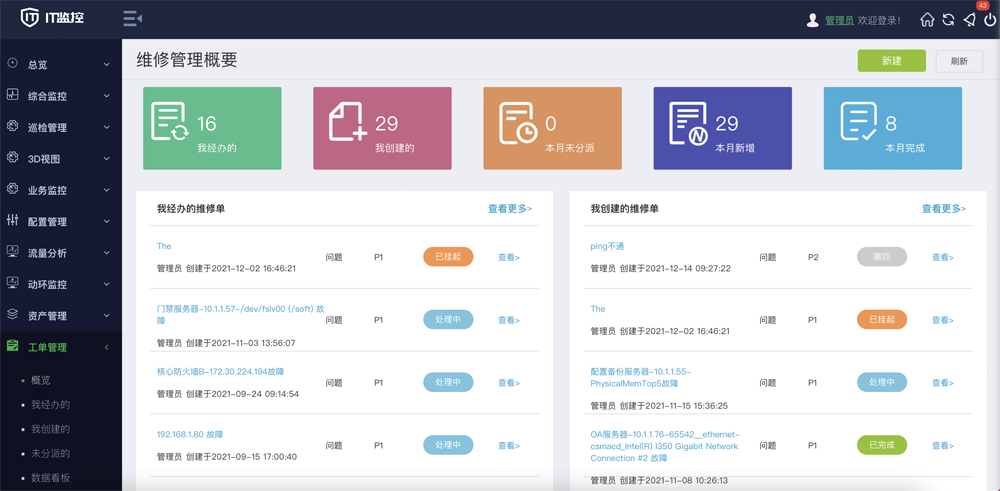 IT监控
管理员 欢迎登录!
43
总览
综合监控
巡检管理
3D视图
业务监控
配置管理
流量分析
动环监控
资产管理
工单管理
概览
我经办的
我创建的
未分派的
数据看板
维修管理概要
新建
刷新
16
我经办的
29
我创建的
0
本月未分派
29
本月新增
8
本月完成
我经办的维修单
查看更多>
The
管理员 创建于2021-12-02 16:46:21
问题
P1
已挂起
查看>
门禁服务器-10.1.1.57-/dev/fslv00 (/soft) 故
障
管理员 创建于2021-11-03 13:56:07
问题
P1
处理中
查看>
核心防火墙B-172.30.224.194故障
管理员 创建于2021-09-24 09:14:54
问题
P1
处理中
查看>
192.168.1.80 故障
管理员 创建于2021-09-15 17:00:40
问题
P1
处理中
查看>
我创建的维修单
查看更多>
ping不通
管理员 创建于2021-12-14 09:27:22
问题
P2
撤回
查看>
The
管理员 创建于2021-12-02 16:46:21
问题
P1
已挂起
查看>
配置备份服务器-10.1.1.55-
PhysicalMemTop5故障
管理员 创建于2021-11-15 15:36:25
问题
P1
处理中
查看>
OA服务器-10.1.1.76-65542__ethernet-
csmacd_Intel(R) I350 Gigabit Network
Connection #2 故障
管理员 创建于2021-11-08 10:26:13
问题
P1
已完成
查看>